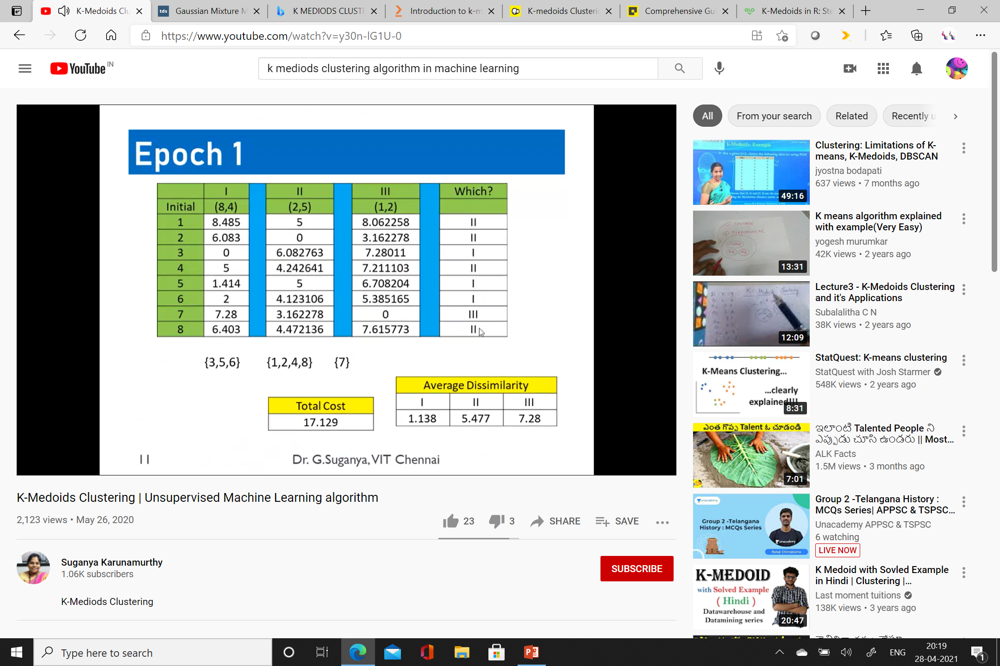 K-Medoids Clu
tds Gaussian Mixture M
K MEDIODS CLUSTE
Introduction to k-m
K-medoids Clusteri
Comprehensive Gui
OLO K-Medoids in R: Ste
https://www.youtube.com/watch?v=y30n-lG1U-0
YouTube IN
k mediods clustering algorithm in machine learning
Epoch 1
I II III Which?
Initial (8,4) (2,5) (1,2)
1 8.485 5 8.062258 II
2 6.083 0 3.162278 II
3 0 6.082763 7.28011 I
4 5 4.242641 7.211103 II
5 1.414 5 6.708204 I
6 2 4.123106 5.385165 I
7 7.28 3.162278 0 III
8 6.403 4.472136 7.615773 II
{3,5,6} {1,2,4,8} {7}
Average Dissimilarity
I II III
1.138 5.477 7.28
Total Cost
17.129
11 Dr. G.Suganya, VIT Chennai
K-Medoids Clustering | Unsupervised Machine Learning algorithm
2,123 views • May 26, 2020
23 3 SHARE SAVE
Suganya Karunamurthy
1.06K subscribers
SUBSCRIBE
K-Mediods Clustering
All From your search Related Recently u
VIGNAN'S
k-Medoids: Example
49:16
Clustering: Limitations of K-
means, K-Medoids, DBSCAN
jyostna bodapati
637 views • 7 months ago
13:31
K means algorithm explained
with example(Very Easy)
yogesh murumkar
42K views • 2 years ago
12:09
Lecture3 - K-Medoids Clustering
and it's Applications
Subalalitha C N
38K views • 2 years ago
K-Means Clustering...
...clearly
explained!!!!
8:31
StatQuest: K-means clustering
StatQuest with Josh Starmer
548K views • 2 years ago
ఎంత గొప్ప Talent ఓ చూడండి
7:01
ఇలాంటి Talented People ని
ఎప్పుడు చూసి ఉండరు || Most...
ALK Facts
1.5M views • 3 months ago
unacademy
Group 2 -Telangana
History : MCQs Series
unacademy
Balaji Chinnaboina
Group 2 -Telangana History :
MCQs Series| APPSC & TSPSC...
Unacademy APPSC & TSPSC
6 watching
LIVE NOW
K-MEDOID
with Solved Example
( Hindi )
Datawarehouse and
Datamining series
20:47
K Medoid with Sovled Example
in Hindi | Clustering |...
Last moment tuitions
138K views • 3 years ago
Type here to search
ENG
20:19
28-04-2021
1